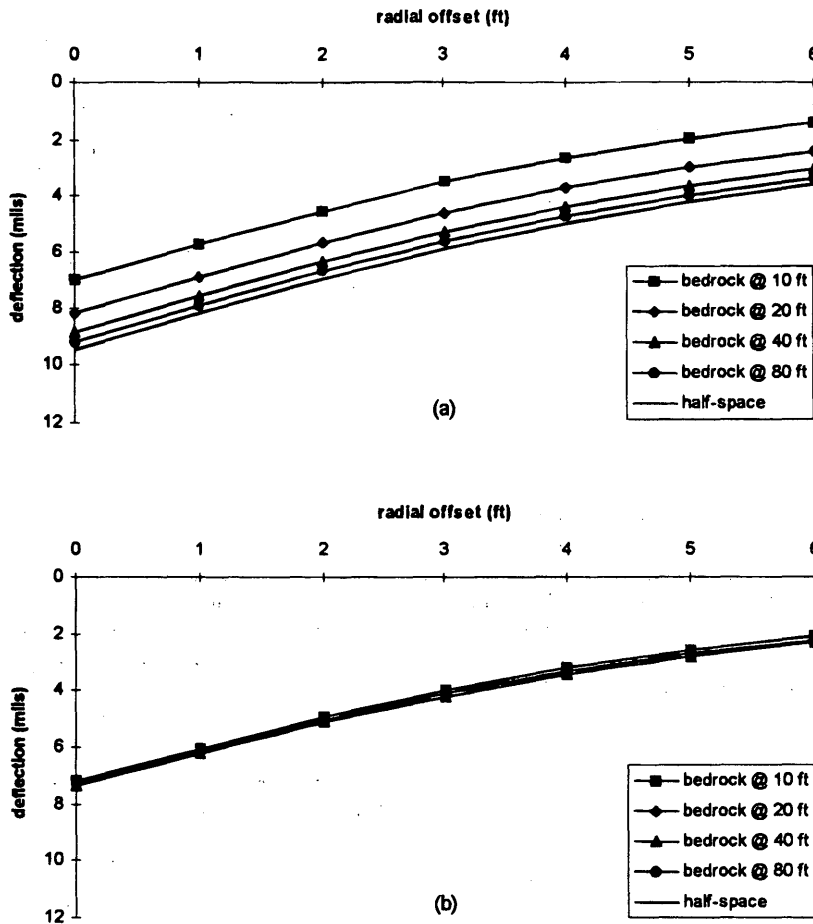 radial offset (ft)
0 1 2 3 4 5 6
0
2
4
6
8
10
12
deflection (mils)
bedrock @ 10 ft
bedrock @ 20 ft
bedrock @ 40 ft
bedrock @ 80 ft
half-space
(a)
radial offset (ft)
0 1 2 3 4 5 6
0
2
4
6
8
10
12
deflection (mils)
bedrock @ 10 ft
bedrock @ 20 ft
bedrock @ 40 ft
bedrock @ 80 ft
half-space
(b)